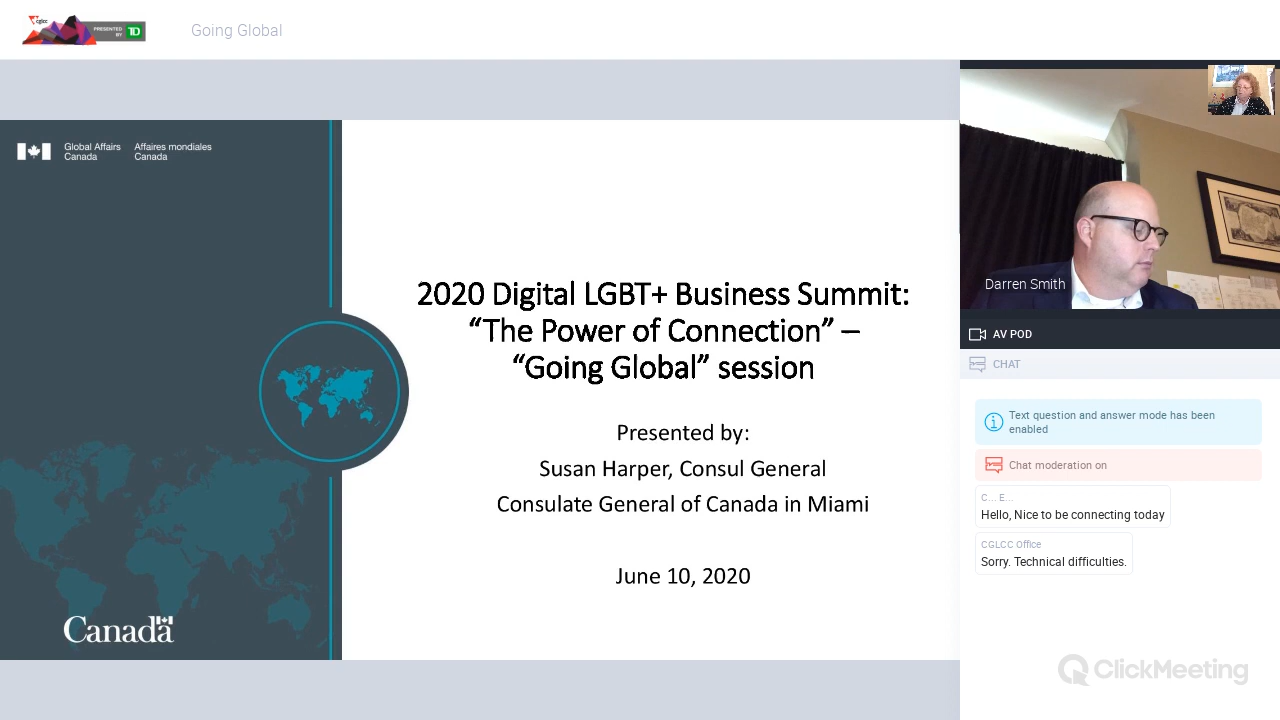 cglcc
PRESENTED BY TD
Going Global
Global Affairs Canada
Affaires mondiales Canada
2020 Digital LGBT+ Business Summit:
“The Power of Connection” –
“Going Global” session
Presented by:
Susan Harper, Consul General
Consulate General of Canada in Miami
June 10, 2020
Canada
Darren Smith
AV POD
CHAT
Text question and answer mode has been
enabled
Chat moderation on
C... E...
Hello, Nice to be connecting today
CGLCC Office
Sorry. Technical difficulties.
ClickMeeting